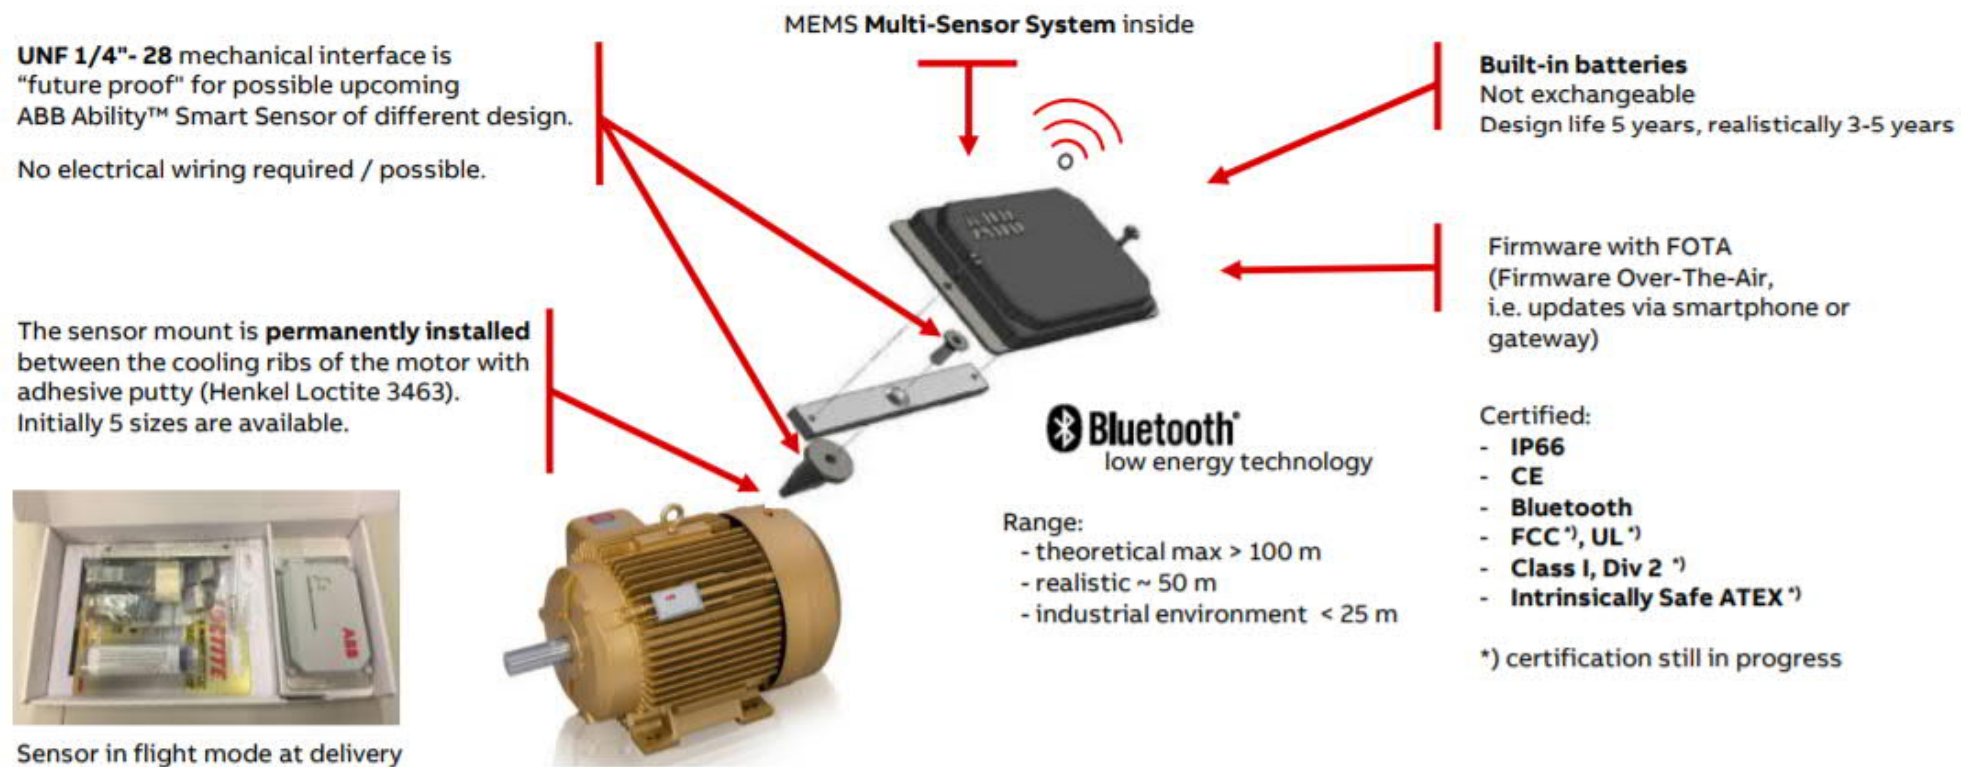 MEMS Multi-Sensor System inside
UNF 1/4"- 28 mechanical interface is
“future proof" for possible upcoming
ABB Ability™ Smart Sensor of different design.
No electrical wiring required / possible.
The sensor mount is permanently installed
between the cooling ribs of the motor with
adhesive putty (Henkel Loctite 3463).
Initially 5 sizes are available.
LOCTITE
ABB
Sensor in flight mode at delivery
Bluetooth®
low energy technology
Range:
- theoretical max > 100 m
- realistic ~ 50 m
- industrial environment < 25 m
Built-in batteries
Not exchangeable
Design life 5 years, realistically 3-5 years
Firmware with FOTA
(Firmware Over-The-Air,
i.e. updates via smartphone or
gateway)
Certified:
- IP66
- CE
- Bluetooth
- FCC *), UL *)
- Class I, Div 2 *)
- Intrinsically Safe ATEX *)
*) certification still in progress